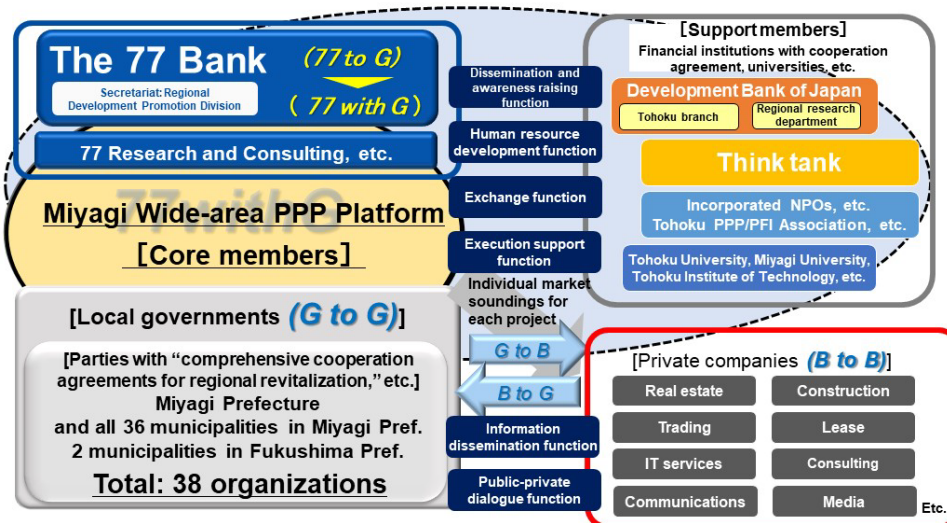 The 77 Bank
(77 to G)
( 77 with G )
Secretariat: Regional
Development Promotion Division
77 Research and Consulting, etc.
77withG
Miyagi Wide-area PPP Platform
[Core members]
[Local governments (G to G)]
[Parties with “comprehensive cooperation
agreements for regional revitalization,” etc.]
Miyagi Prefecture
and all 36 municipalities in Miyagi Pref.
2 municipalities in Fukushima Pref.
Total: 38 organizations
Dissemination and
awareness raising
function
Human resource
development function
Exchange function
Execution support
function
Individual market
soundings for
each project
G to B
B to G
Information
dissemination function
Public-private
dialogue function
[Support members]
Financial institutions with cooperation
agreement, universities, etc.
Development Bank of Japan
Tohoku branch
Regional research
department
Think tank
Incorporated NPOs, etc.
Tohoku PPP/PFI Association, etc.
Tohoku University, Miyagi University,
Tohoku Institute of Technology, etc.
[Private companies (B to B)]
Real estate
Construction
Trading
Lease
IT services
Consulting
Communications
Media
Etc.